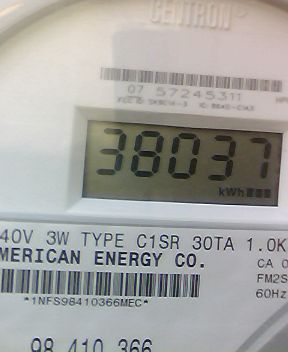 CENTRON®
07 57245311
38037
kWh
40V 3W TYPE C1SR 30TA 1.0K
MERICAN ENERGY CO.
CA 0
FM2S
60Hz
*1NFS98410366MEC*
98 410 366